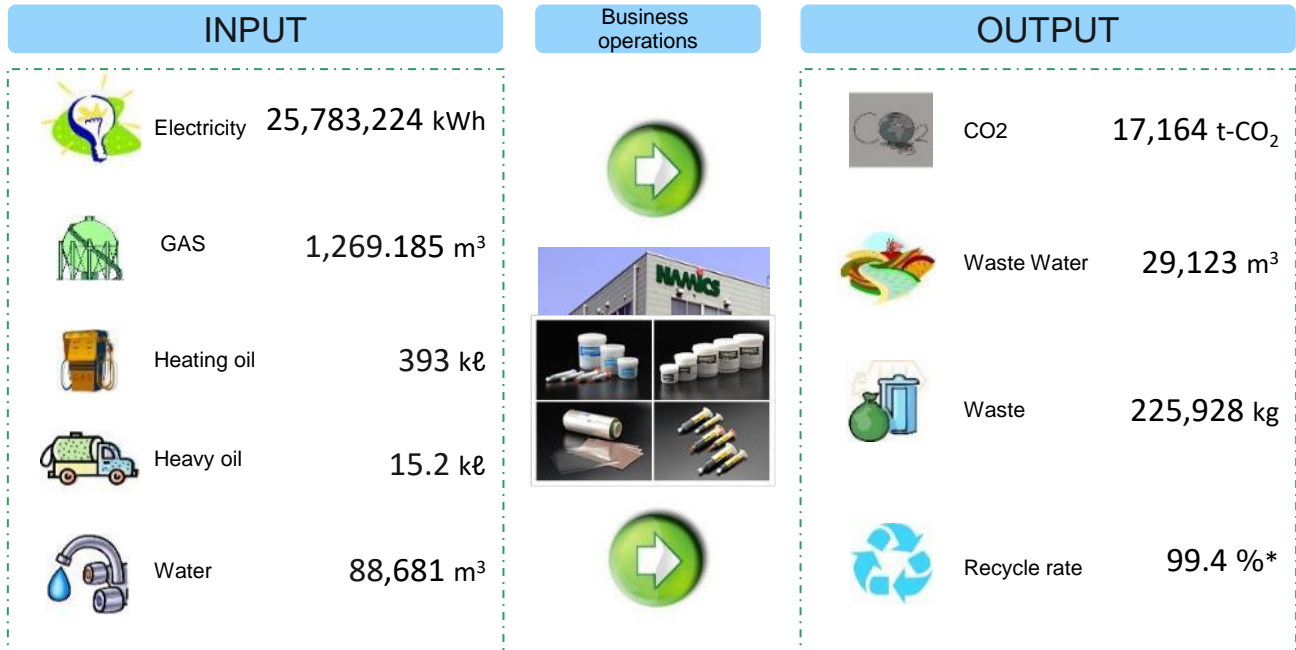 INPUT
Business
operations
OUTPUT
Electricity 25,783,224 kWh
GAS 1,269.185 m³
Heating oil 393 kℓ
Heavy oil 15.2 kℓ
Water 88,681 m³
NAMICS
CO2 17,164 t-CO₂
Waste Water 29,123 m³
Waste 225,928 kg
Recycle rate 99.4 %*